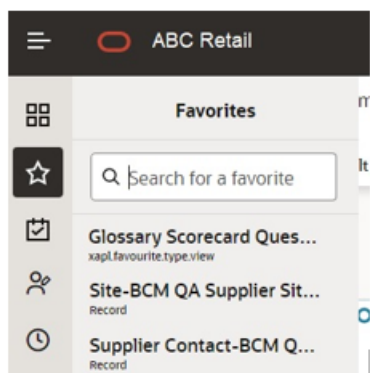 ABC Retail
Favorites
Search for a favorite
Glossary Scorecard Ques...
xapl.favourite.type.view
Site-BCM QA Supplier Sit...
Record
Supplier Contact-BCM Q...
Record